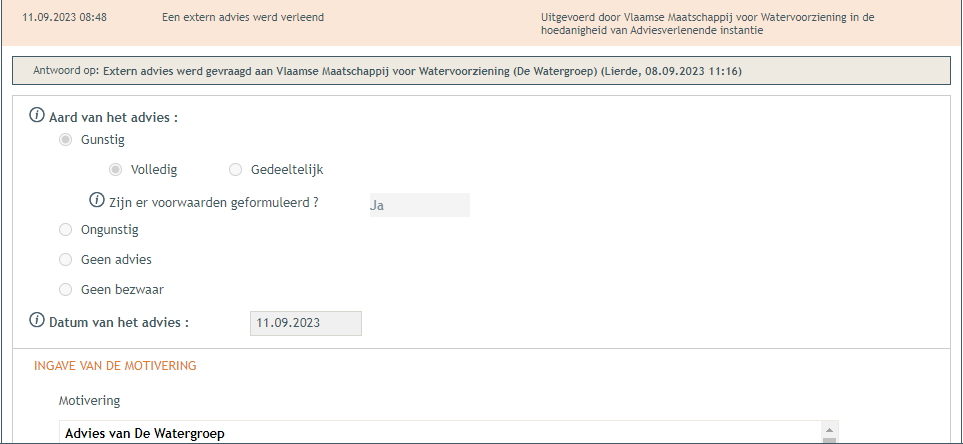 11.09.2023 08:48 Een extern advies werd verleend Uitgevoerd door Vlaamse Maatschappij voor Watervoorziening in de
hoedanigheid van Adviesverlenende instantie
Antwoord op: Extern advies werd gevraagd aan Vlaamse Maatschappij voor Watervoorziening (De Watergroep) (Lierde, 08.09.2023 11:16)
Aard van het advies :
Gunstig
Volledig Gedeeltelijk
Zijn er voorwaarden geformuleerd ? Ja
Ongunstig
Geen advies
Geen bezwaar
Datum van het advies : 11.09.2023
INGAVE VAN DE MOTIVERING
Motivering
Advies van De Watergroep